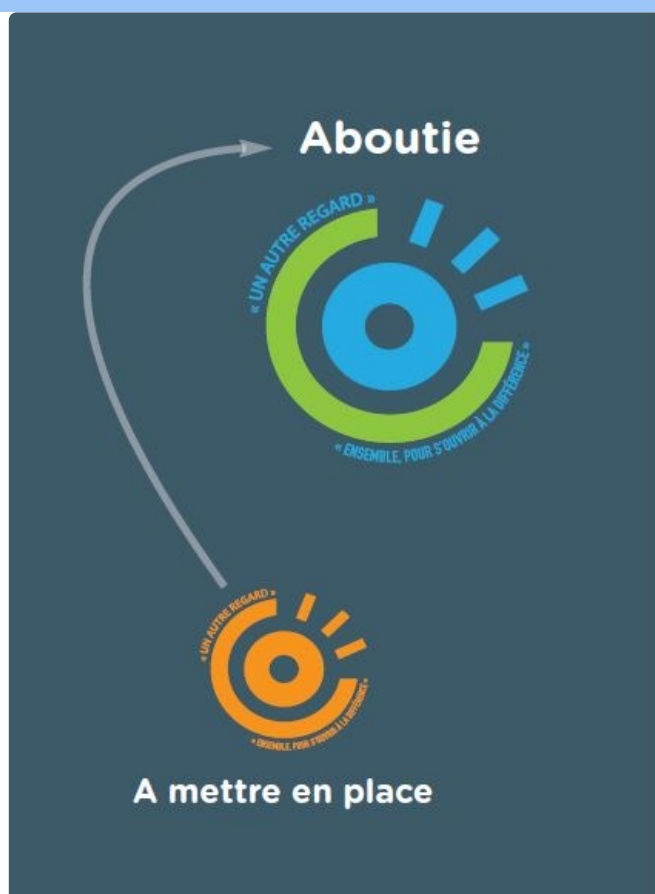 Aboutie
« UN AUTRE REGARD »
« ENSEMBLE, POUR S'OUVRIR À LA DIFFÉRENCE »
« UN AUTRE REGARD »
« ENSEMBLE, POUR S'OUVRIR À LA DIFFÉRENCE »
A mettre en place